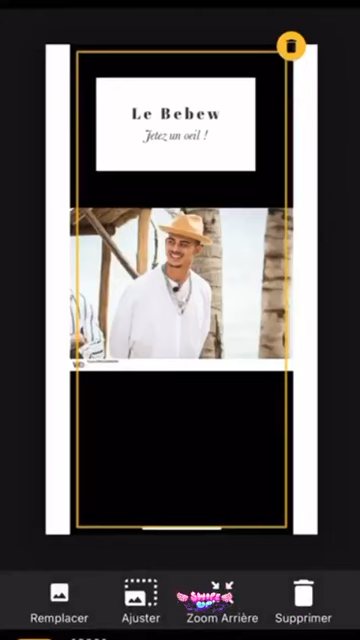 Le Bebew
Jetez un oeil !
Remplacer
Ajuster
Zoom Arrière
Supprimer